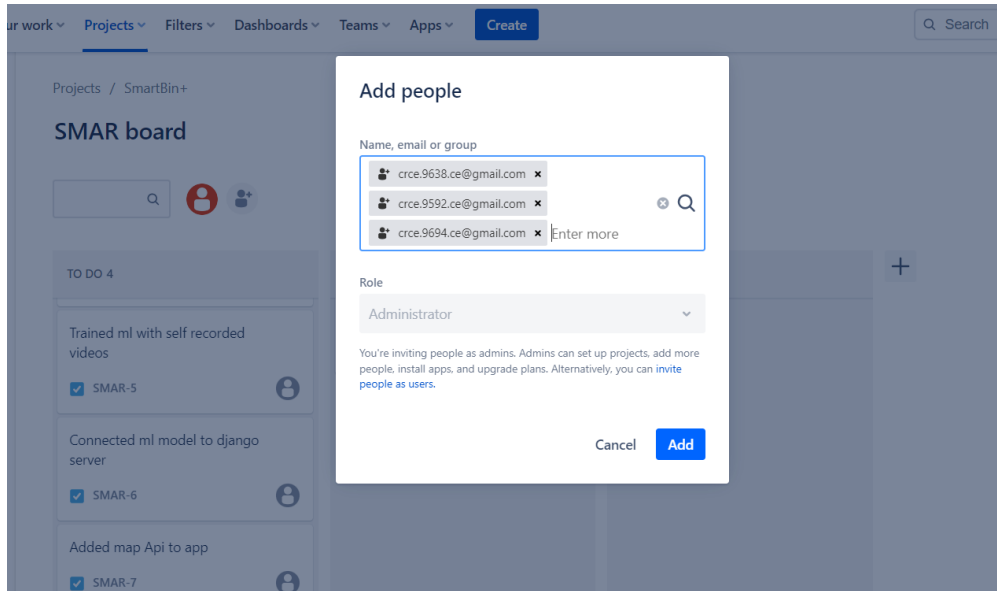 ur work Projects Filters Dashboards Teams Apps Create Search
Projects / SmartBin+
SMAR board
TO DO 4
Trained ml with self recorded
videos
SMAR-5
Connected ml model to django
server
SMAR-6
Added map Api to app
SMAR-7
Add people
Name, email or group
crce.9638.ce@gmail.com
crce.9592.ce@gmail.com
crce.9694.ce@gmail.com Enter more
Role
Administrator
You're inviting people as admins. Admins can set up projects, add more
people, install apps, and upgrade plans. Alternatively, you can invite
people as users.
Cancel Add